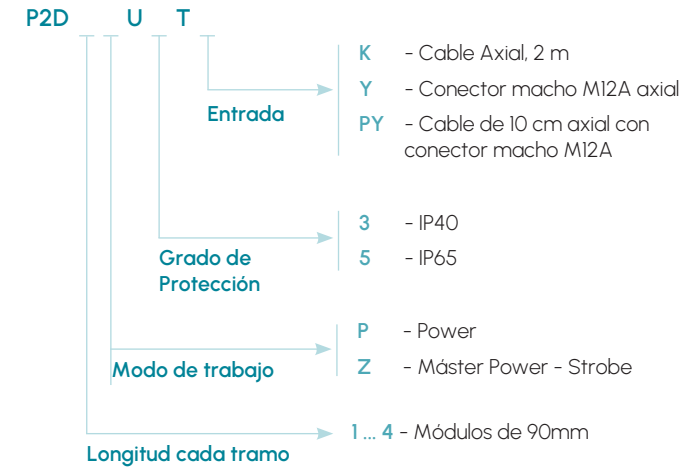 P2D U T
K - Cable Axial, 2 m
Y - Conector macho M12A axial
Entrada
PY - Cable de 10 cm axial con
conector macho M12A
3 - IP40
5 - IP65
Grado de
Protección
P - Power
Z - Máster Power - Strobe
Modo de trabajo
1 ... 4 - Módulos de 90mm
Longitud cada tramo